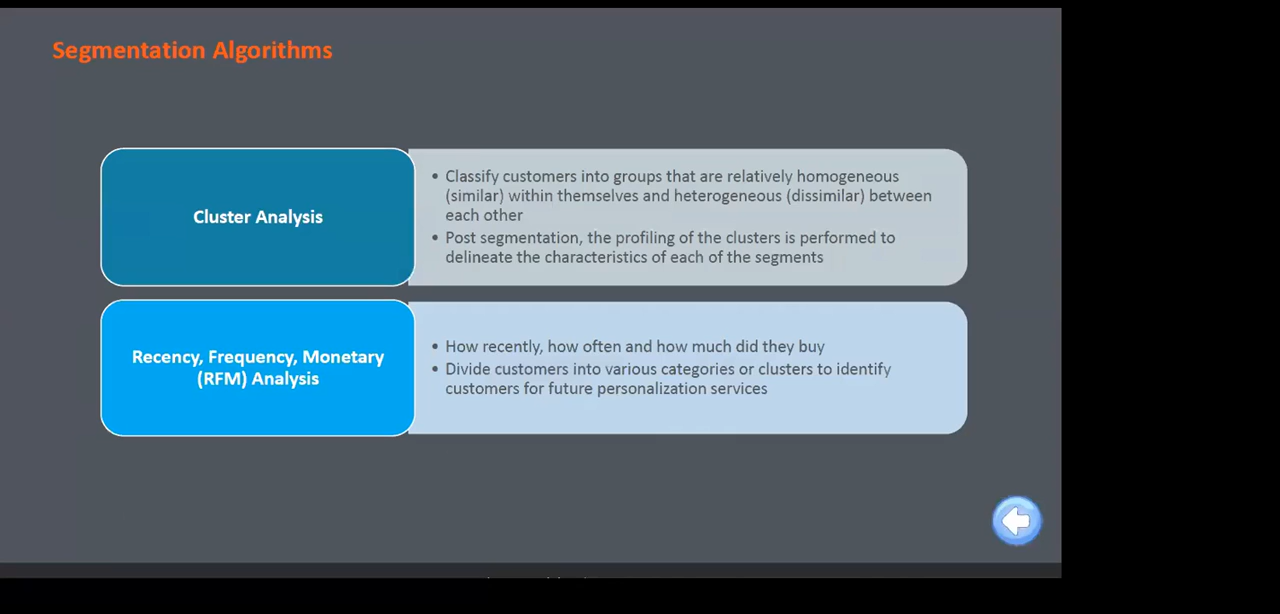 Segmentation Algorithms
Cluster Analysis
• Classify customers into groups that are relatively homogeneous
(similar) within themselves and heterogeneous (dissimilar) between
each other
• Post segmentation, the profiling of the clusters is performed to
delineate the characteristics of each of the segments
Recency, Frequency, Monetary
(RFM) Analysis
• How recently, how often and how much did they buy
• Divide customers into various categories or clusters to identify
customers for future personalization services